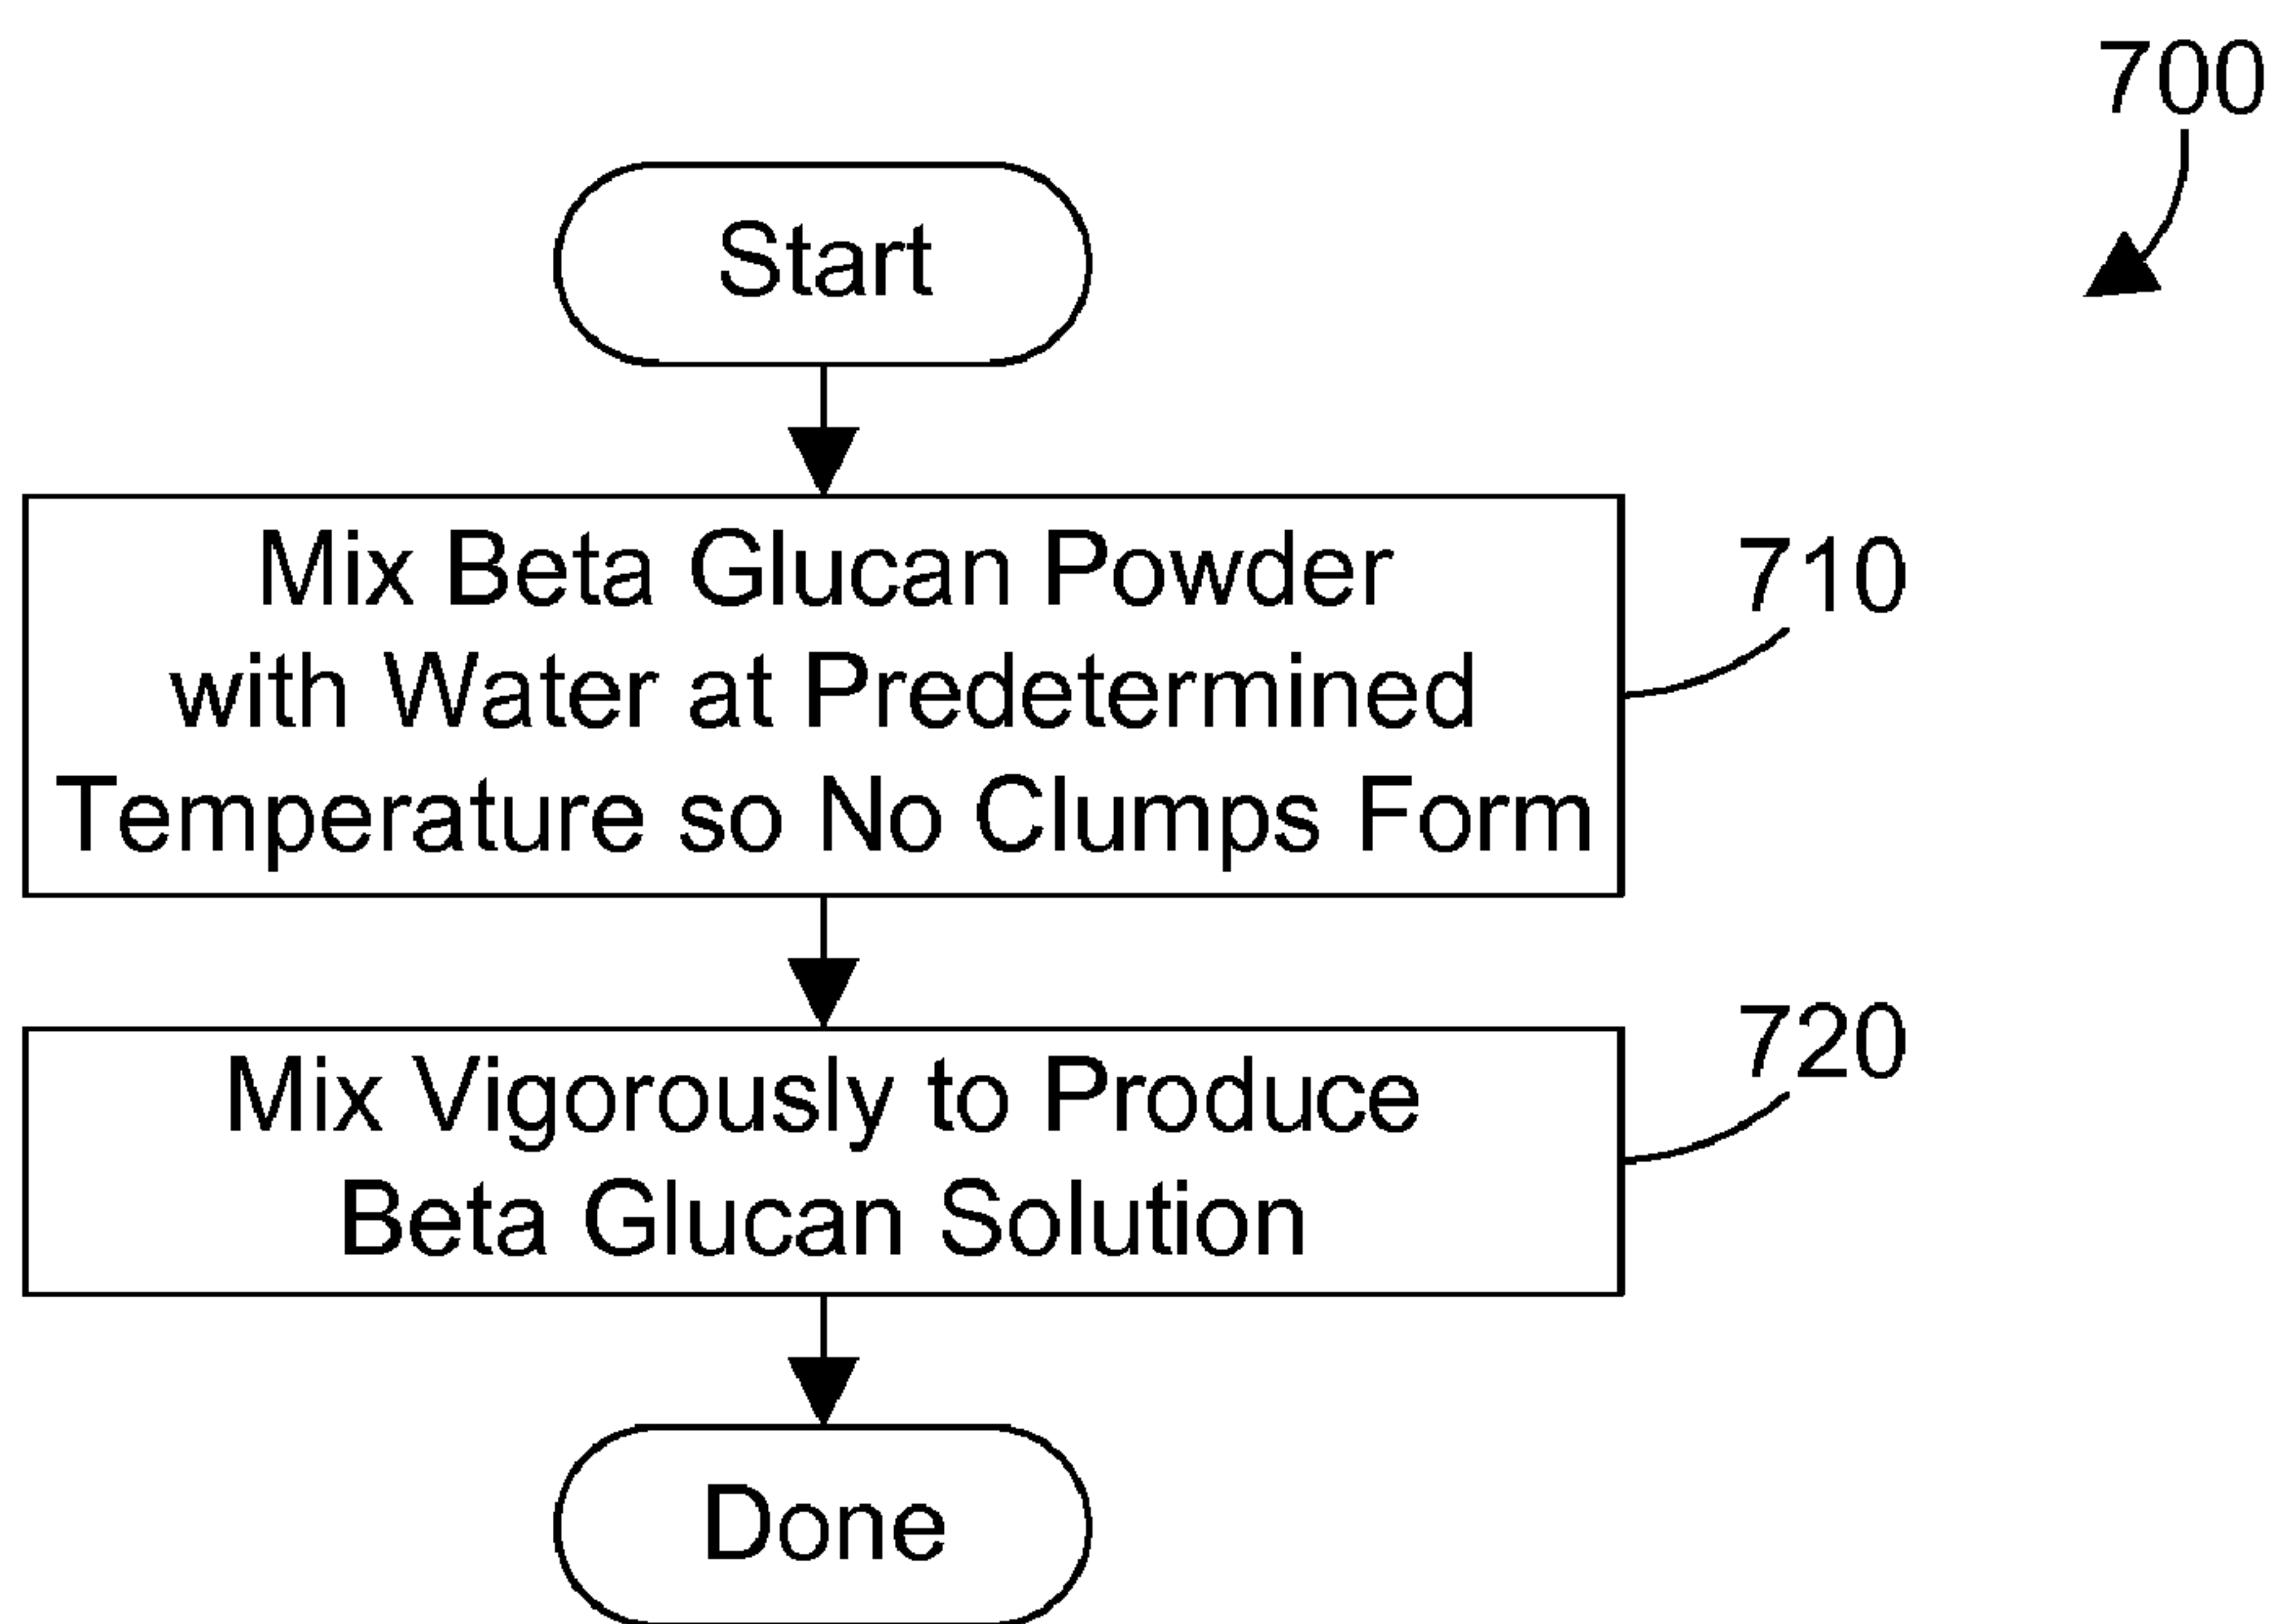 700
Start
Mix Beta Glucan Powder
with Water at Predetermined
Temperature so No Clumps Form
710
Mix Vigorously to Produce
Beta Glucan Solution
720
Done